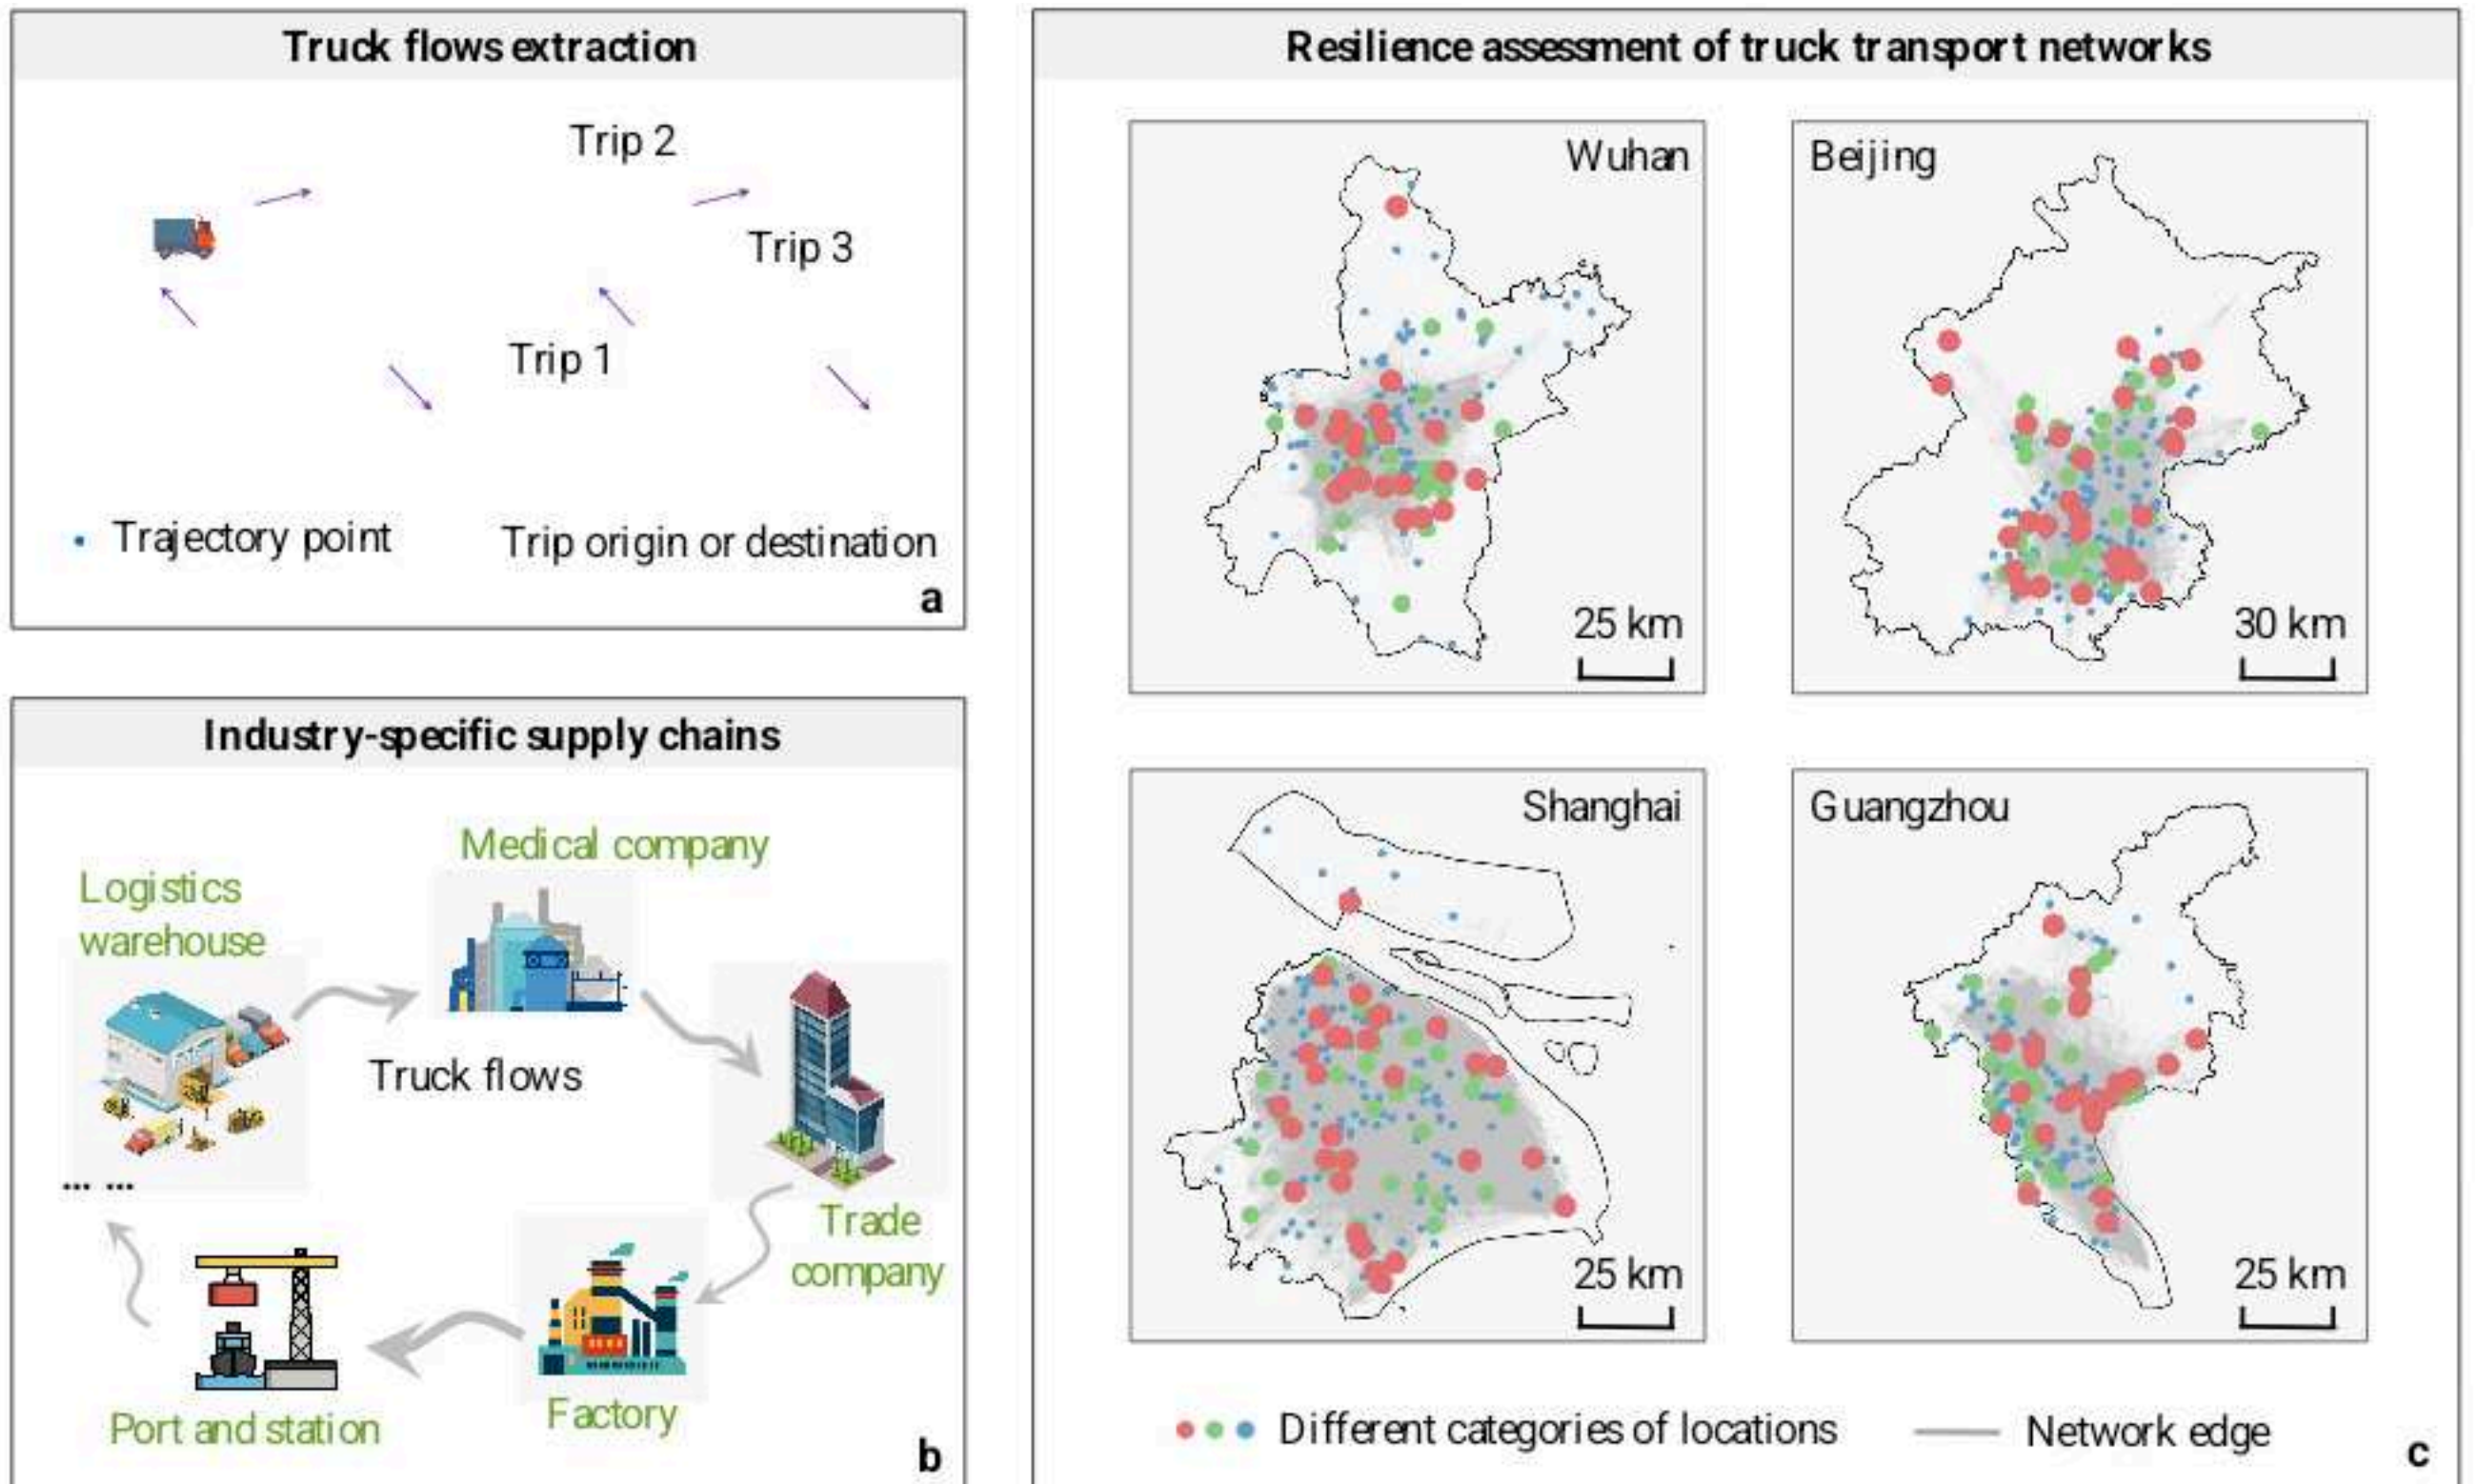 Truck flows extraction
Trip 2
Trip 3
Trip 1
Trajectory point
Trip origin or destination
a
Industry-specific supply chains
Medical company
Logistics
warehouse
Truck flows
... ...
Trade
company
Factory
Port and station
b
Resilience assessment of truck transport networks
Wuhan
25 km
Beijing
30 km
Shanghai
25 km
Guangzhou
25 km
Different categories of locations
Network edge
c